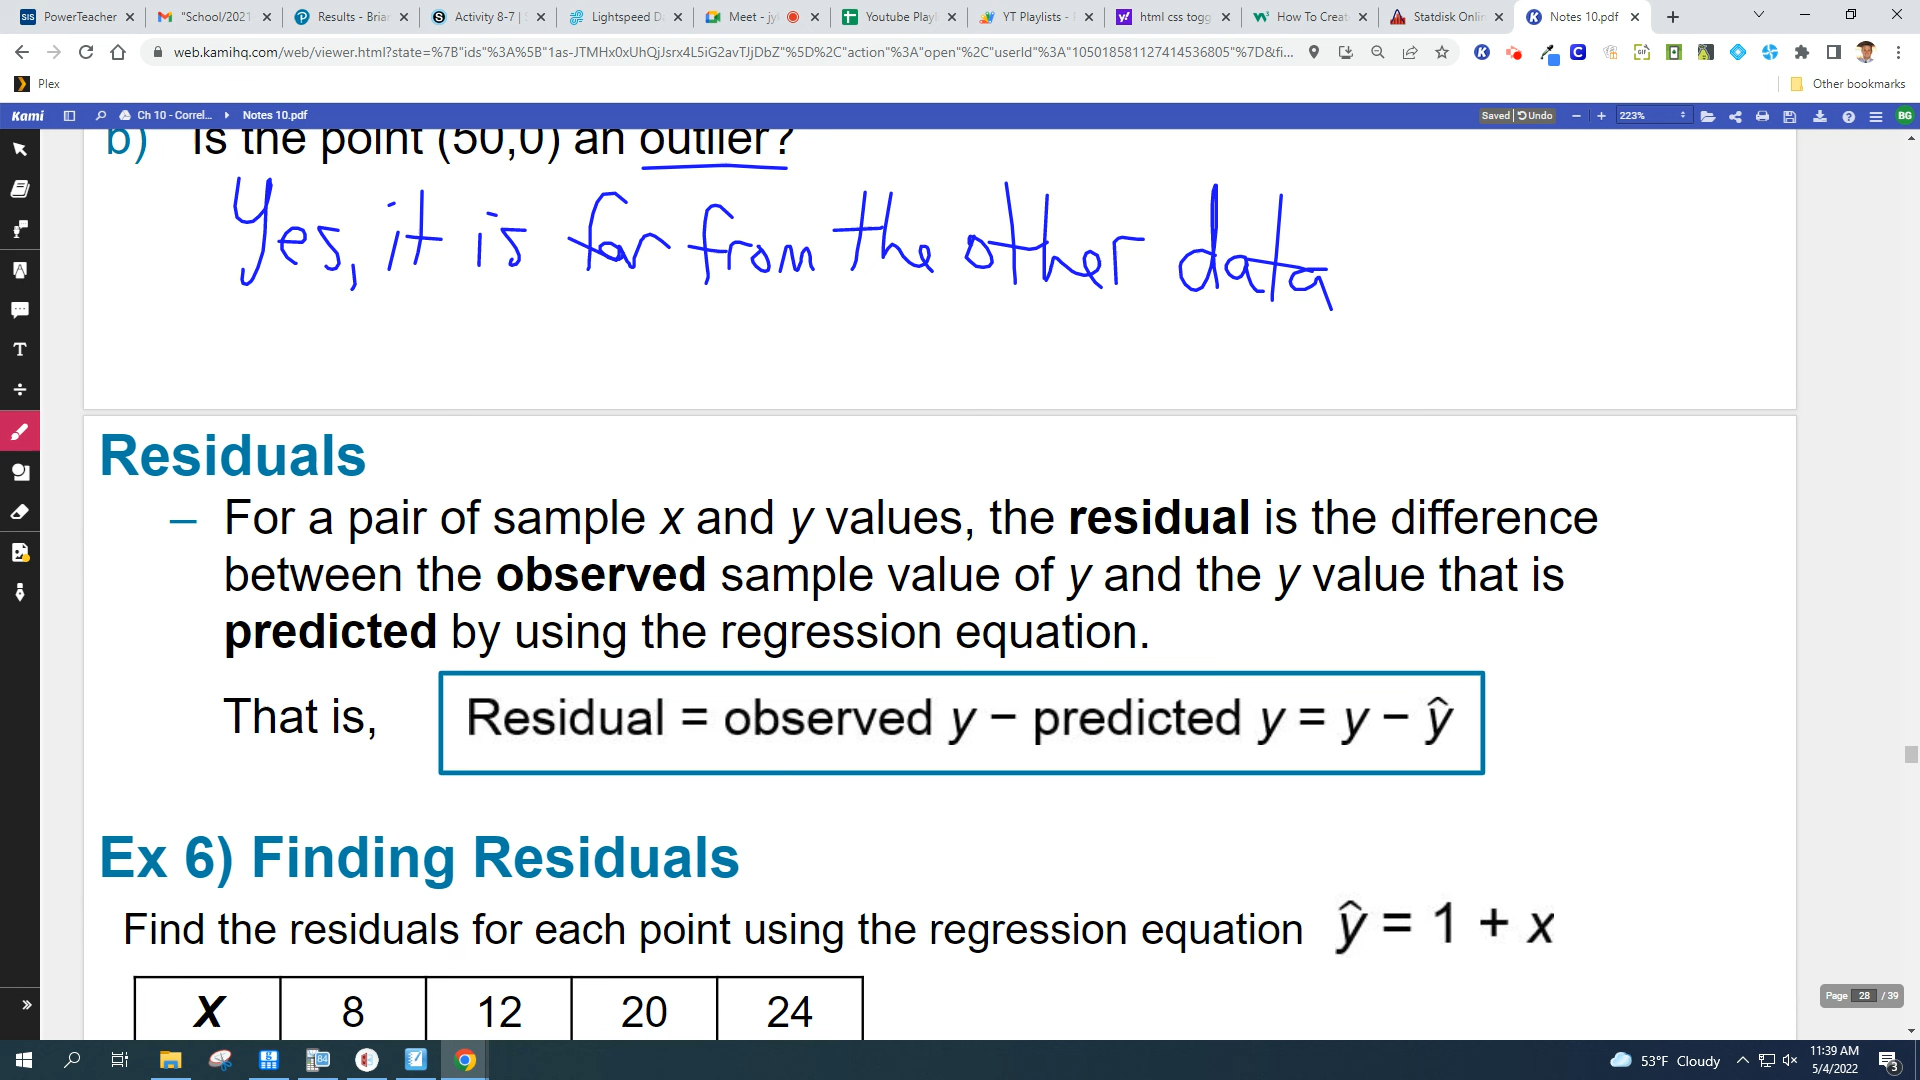 PowerTeacher
"School/2021
Results - Bria
Activity 8-7 |
Lightspeed D
Meet - jyl
Youtube Playl
YT Playlists -
html css togg
How To Creat
Statdisk Onlin
Notes 10.pdf
web.kamihq.com/web/viewer.html?state=%7B"ids"%3A%5B"1as-JTMHx0xUhQjJsrx4L5iG2avTJjDbZ"%5D%2C"action"%3A"open"%2C"userId"%3A"105018581127414536805"%7D&fi...
Plex
Other bookmarks
Kami
Ch 10 - Correl...
Notes 10.pdf
Saved
Undo
223%
BG
b) Is the point (50,0) an outlier?
Yes, it is far from the other data
Residuals
– For a pair of sample x and y values, the residual is the difference
between the observed sample value of y and the y value that is
predicted by using the regression equation.
That is, Residual = observed y − predicted y = y − ŷ
Ex 6) Finding Residuals
Find the residuals for each point using the regression equation ŷ = 1 + x
X 8 12 20 24
Page 28 / 39
53°F Cloudy
11:39 AM
5/4/2022
3